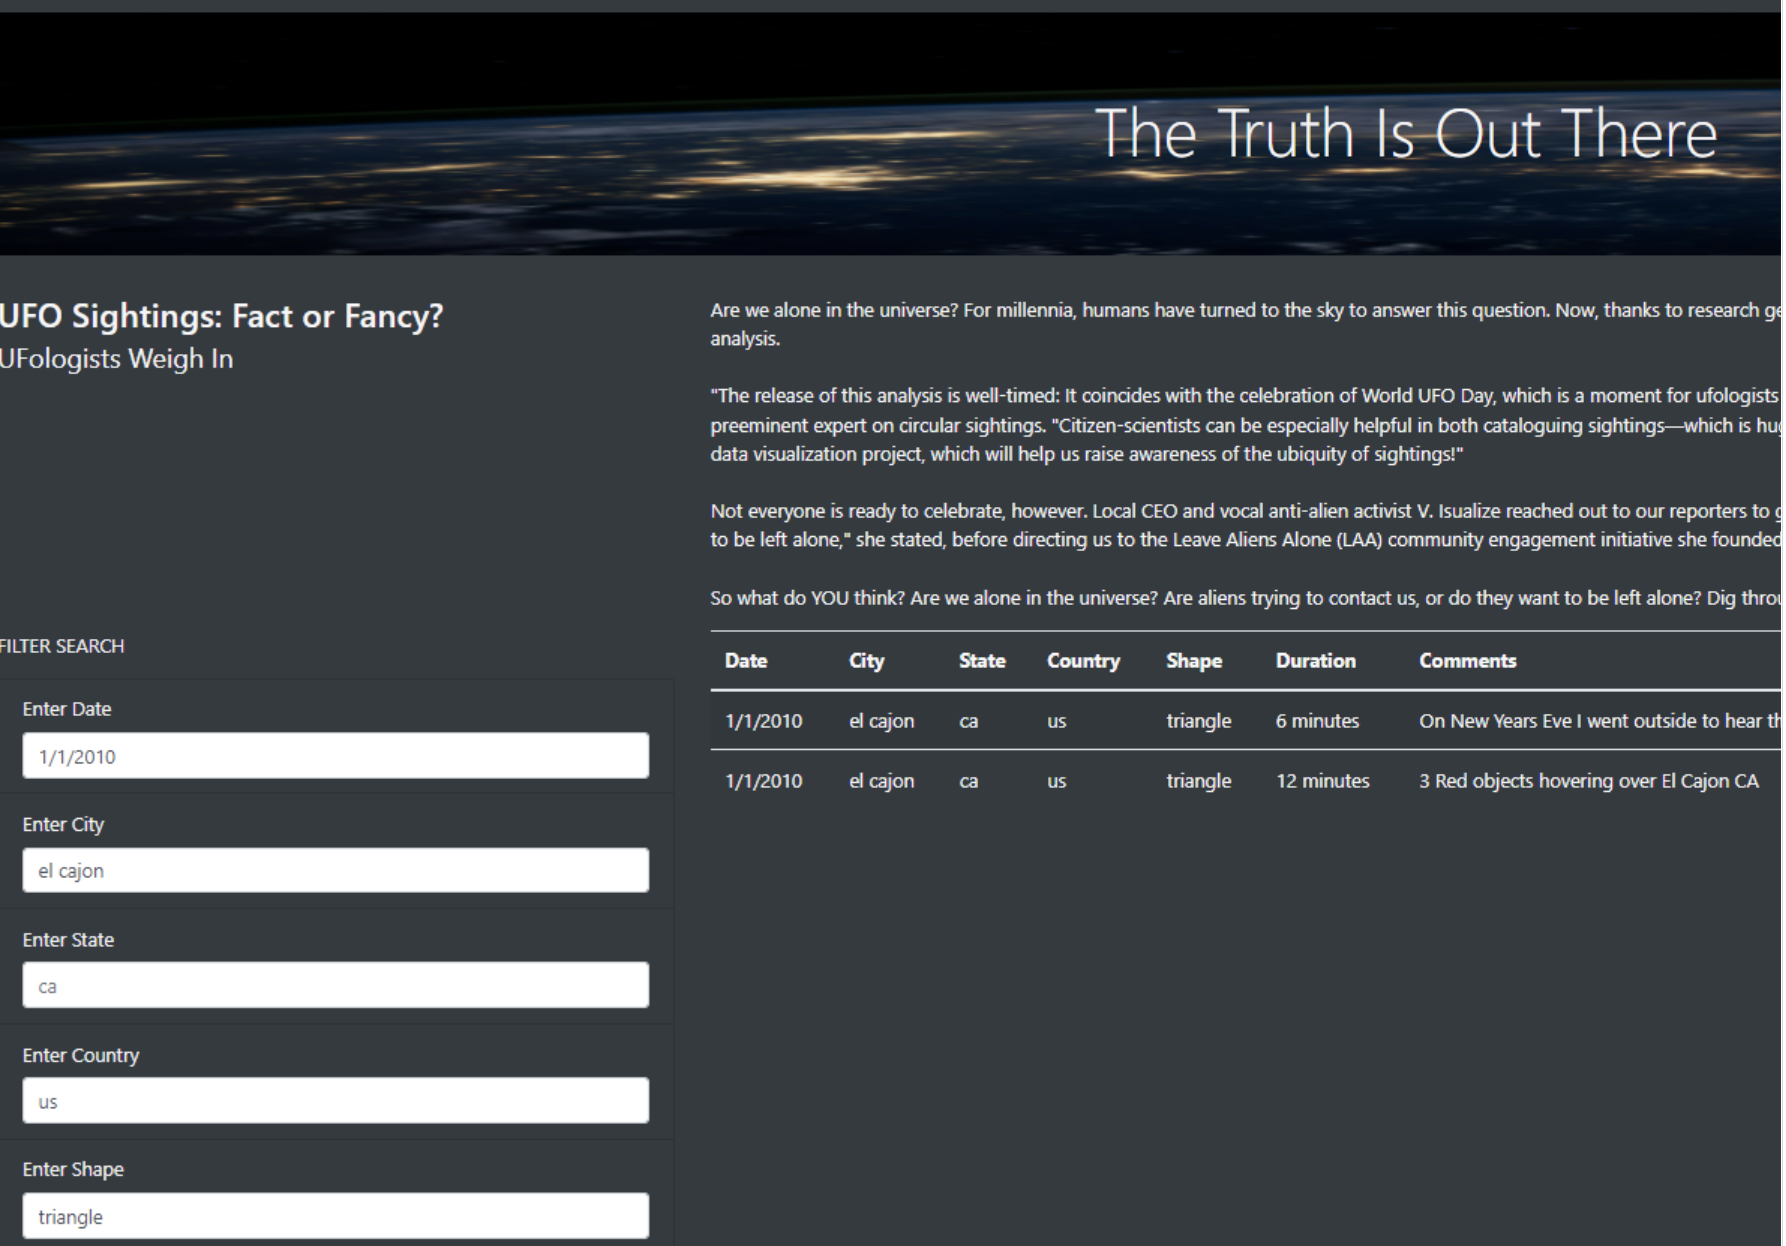 The Truth Is Out There
UFO Sightings: Fact or Fancy?
UFologists Weigh In
Are we alone in the universe? For millennia, humans have turned to the sky to answer this question. Now, thanks to research
analysis.
"The release of this analysis is well-timed: It coincides with the celebration of World UFO Day, which is a moment for ufologists
preeminent expert on circular sightings. "Citizen-scientists can be especially helpful in both cataloguing sightings—which is
data visualization project, which will help us raise awareness of the ubiquity of sightings!"
Not everyone is ready to celebrate, however. Local CEO and vocal anti-alien activist V. Isualize reached out to our reporters to
to be left alone," she stated, before directing us to the Leave Aliens Alone (LAA) community engagement initiative she founded
So what do YOU think? Are we alone in the universe? Are aliens trying to contact us, or do they want to be left alone? Dig
FILTER SEARCH
Enter Date
1/1/2010
Enter City
el cajon
Enter State
ca
Enter Country
us
Enter Shape
triangle
Date City State Country Shape Duration Comments
1/1/2010 el cajon ca us triangle 6 minutes On New Years Eve I went outside to hear
1/1/2010 el cajon ca us triangle 12 minutes 3 Red objects hovering over El Cajon CA